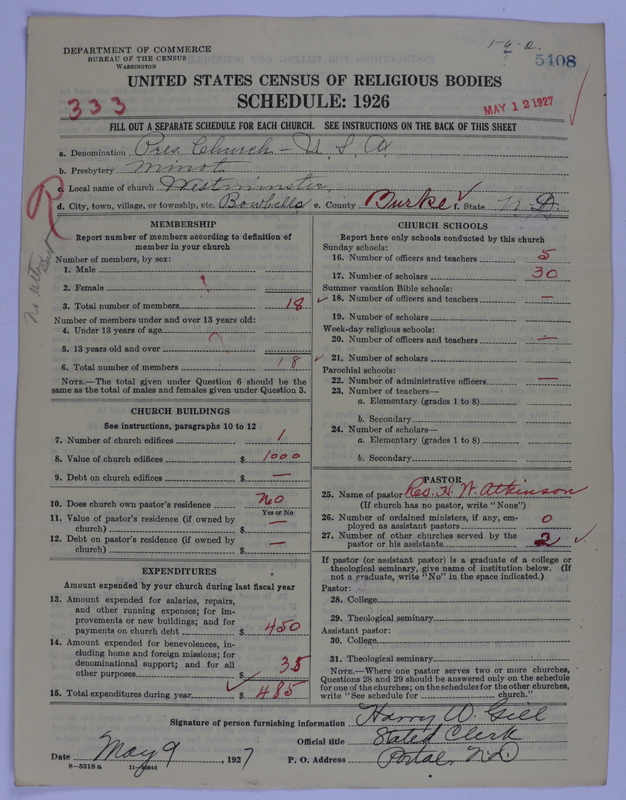 DEPARTMENT OF COMMERCE
BUREAU OF THE CENSUS
WASHINGTON
5408
UNITED STATES CENSUS OF RELIGIOUS BODIES
333
SCHEDULE: 1926
MAY 12 1927
FILL OUT A SEPARATE SCHEDULE FOR EACH CHURCH. SEE INSTRUCTIONS ON THE BACK OF THIS SHEET
a. Denomination Pres. Church - U. S. A.
b. Presbytery Minot
c. Local name of church Westminster
d. City, town, village, or township, etc. Bowbells e. County Burke f. State N. D.
R
MEMBERSHIP
Report number of members according to definition of
member in your church
Number of members, by sex:
1. Male
2. Female
3. Total number of members 18
Number of members under and over 13 years old:
4. Under 13 years of age
5. 13 years old and over
6. Total number of members 18
NOTE.—The total given under Question 6 should be the
same as the total of males and females given under Question 3.
CHURCH BUILDINGS
See instructions, paragraphs 10 to 12
7. Number of church edifices 1
8. Value of church edifices $ 1000
9. Debt on church edifices $ —
10. Does church own pastor's residence No
Yes or No
11. Value of pastor's residence (if owned by
church) $ —
12. Debt on pastor's residence (if owned by
church) $ —
EXPENDITURES
Amount expended by your church during last fiscal year
13. Amount expended for salaries, repairs,
and other running expenses; for im-
provements or new buildings; and for
payments on church debt $ 450
14. Amount expended for benevolences, in-
cluding home and foreign missions; for
denominational support; and for all
other purposes $ 35
15. Total expenditures during year $ 485
CHURCH SCHOOLS
Report here only schools conducted by this church
Sunday schools:
16. Number of officers and teachers 5
17. Number of scholars 30
Summer vacation Bible schools:
18. Number of officers and teachers —
19. Number of scholars
Week-day religious schools:
20. Number of officers and teachers —
21. Number of scholars
Parochial schools:
22. Number of administrative officers —
23. Number of teachers—
a. Elementary (grades 1 to 8)
b. Secondary
24. Number of scholars—
a. Elementary (grades 1 to 8)
b. Secondary
PASTOR
25. Name of pastor Rev. H. W. Atkinson
(If church has no pastor, write "None")
26. Number of ordained ministers, if any, em-
ployed as assistant pastors 0
27. Number of other churches served by the
pastor or his assistants 2
If pastor (or assistant pastor) is a graduate of a college or
theological seminary, give name of institution below. (If
not a graduate, write "No" in the space indicated.)
Pastor:
28. College
29. Theological seminary
Assistant pastor:
30. College
31. Theological seminary
NOTE.—Where one pastor serves two or more churches,
Questions 28 and 29 should be answered only on the schedule
for one of the churches; on the schedules for the other churches,
write "See schedule for church."
Signature of person furnishing information Harry W. Gill
Official title Stated Clerk
Date May 9, 1927 P. O. Address Portal, N.D.
8—5518a